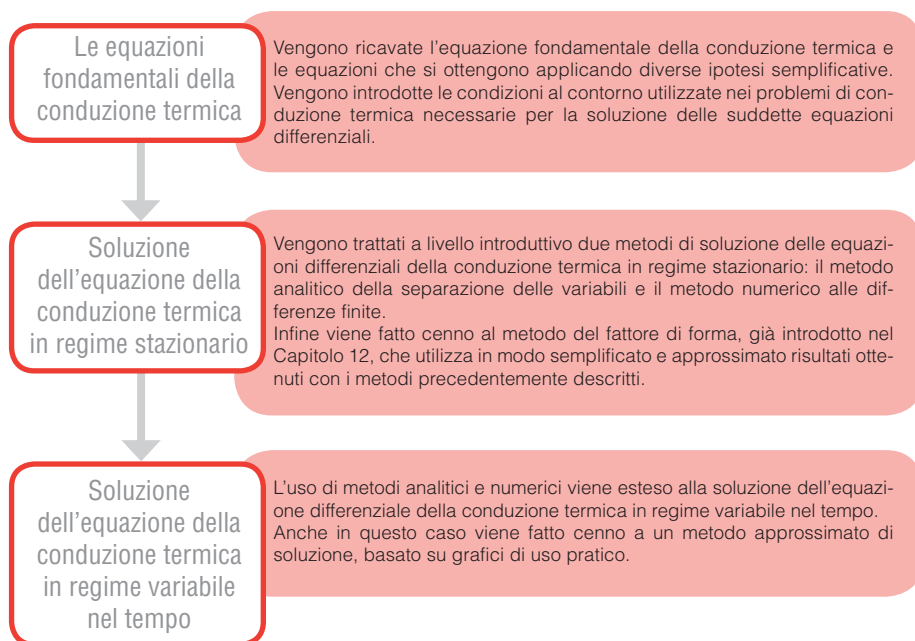 Le equazioni
fondamentali della
conduzione termica
Vengono ricavate l'equazione fondamentale della conduzione termica e
le equazioni che si ottengono applicando diverse ipotesi semplificative.
Vengono introdotte le condizioni al contorno utilizzate nei problemi di con-
duzione termica necessarie per la soluzione delle suddette equazioni
differenziali.
Soluzione
dell'equazione della
conduzione termica
in regime stazionario
Vengono trattati a livello introduttivo due metodi di soluzione delle equazi-
oni differenziali della conduzione termica in regime stazionario: il metodo
analitico della separazione delle variabili e il metodo numerico alle dif-
ferenze finite.
Infine viene fatto cenno al metodo del fattore di forma, già introdotto nel
Capitolo 12, che utilizza in modo semplificato e approssimato risultati otte-
nuti con i metodi precedentemente descritti.
Soluzione
dell'equazione della
conduzione termica
in regime variabile
nel tempo
L'uso di metodi analitici e numerici viene esteso alla soluzione dell'equazi-
one differenziale della conduzione termica in regime variabile nel tempo.
Anche in questo caso viene fatto cenno a un metodo approssimato di
soluzione, basato su grafici di uso pratico.